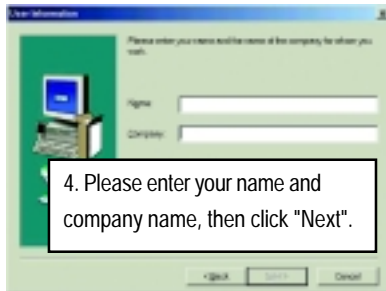 User Information
Please enter your name and the name of the company for whom you
work.
Name:
Company:
4. Please enter your name and
company name, then click "Next".
< Back
Next >
Cancel